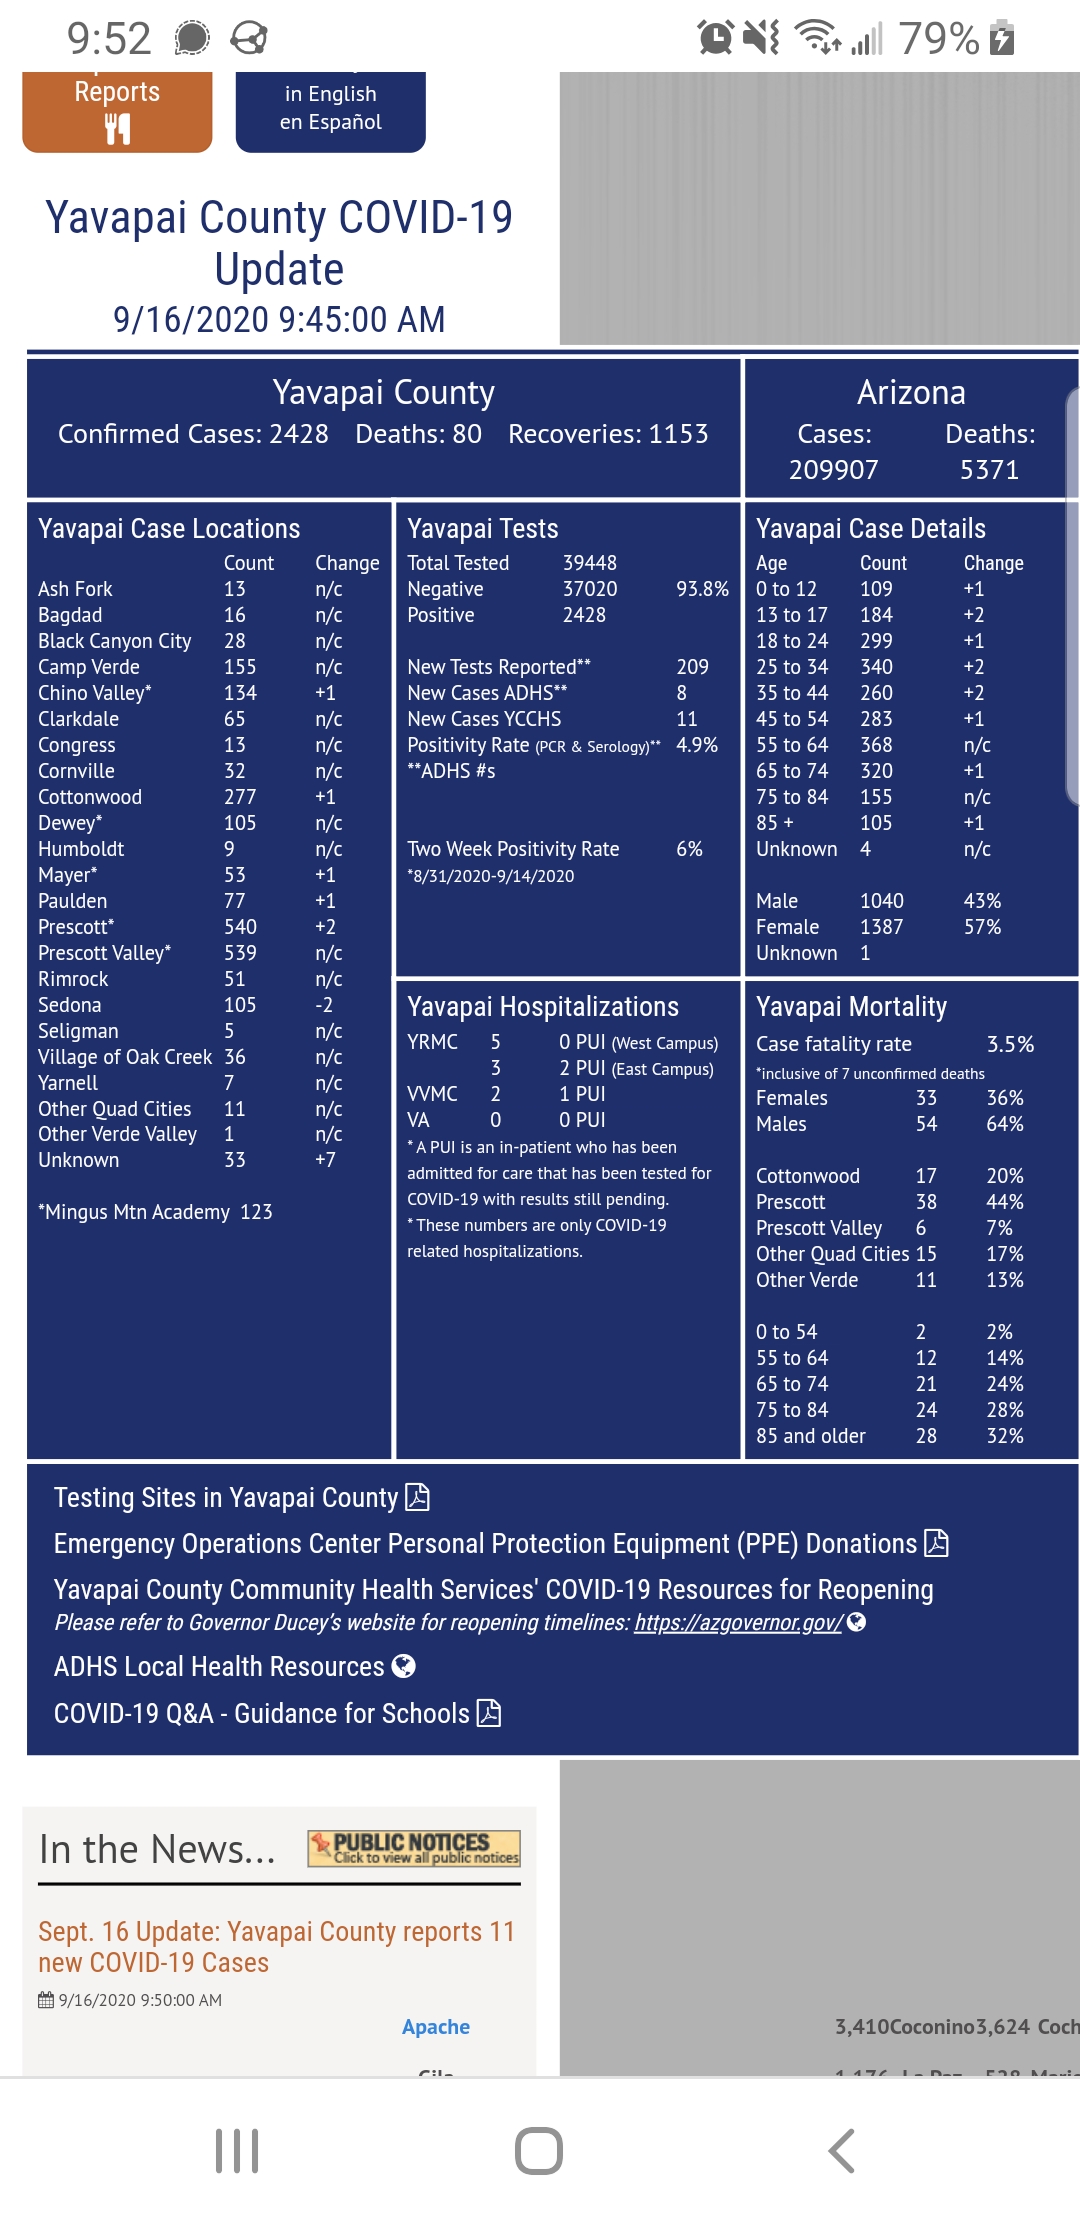 9:52 79%
Reports
in English
en Español
Yavapai County COVID-19
Update
9/16/2020 9:45:00 AM
Yavapai County
Confirmed Cases: 2428 Deaths: 80 Recoveries: 1153
Arizona
Cases: Deaths:
209907 5371
Yavapai Case Locations
Count Change
Ash Fork 13 n/c
Bagdad 16 n/c
Black Canyon City 28 n/c
Camp Verde 155 n/c
Chino Valley* 134 +1
Clarkdale 65 n/c
Congress 13 n/c
Cornville 32 n/c
Cottonwood 277 +1
Dewey* 105 n/c
Humboldt 9 n/c
Mayer* 53 +1
Paulden 77 +1
Prescott* 540 +2
Prescott Valley* 539 n/c
Rimrock 51 n/c
Sedona 105 -2
Seligman 5 n/c
Village of Oak Creek 36 n/c
Yarnell 7 n/c
Other Quad Cities 11 n/c
Other Verde Valley 1 n/c
Unknown 33 +7
*Mingus Mtn Academy 123
Yavapai Tests
Total Tested 39448
Negative 37020 93.8%
Positive 2428
New Tests Reported** 209
New Cases ADHS** 8
New Cases YCCHS 11
Positivity Rate (PCR & Serology)** 4.9%
**ADHS #s
Two Week Positivity Rate 6%
*8/31/2020-9/14/2020
Yavapai Case Details
Age Count Change
0 to 12 109 +1
13 to 17 184 +2
18 to 24 299 +1
25 to 34 340 +2
35 to 44 260 +2
45 to 54 283 +1
55 to 64 368 n/c
65 to 74 320 +1
75 to 84 155 n/c
85 + 105 +1
Unknown 4 n/c
Male 1040 43%
Female 1387 57%
Unknown 1
Yavapai Hospitalizations
YRMC 5 0 PUI (West Campus)
3 2 PUI (East Campus)
VVMC 2 1 PUI
VA 0 0 PUI
* A PUI is an in-patient who has been
admitted for care that has been tested for
COVID-19 with results still pending.
* These numbers are only COVID-19
related hospitalizations.
Yavapai Mortality
Case fatality rate 3.5%
*inclusive of 7 unconfirmed deaths
Females 33 36%
Males 54 64%
Cottonwood 17 20%
Prescott 38 44%
Prescott Valley 6 7%
Other Quad Cities 15 17%
Other Verde 11 13%
0 to 54 2 2%
55 to 64 12 14%
65 to 74 21 24%
75 to 84 24 28%
85 and older 28 32%
Testing Sites in Yavapai County
Emergency Operations Center Personal Protection Equipment (PPE) Donations
Yavapai County Community Health Services' COVID-19 Resources for Reopening
Please refer to Governor Ducey's website for reopening timelines: https://azgovernor.gov/
ADHS Local Health Resources
COVID-19 Q&A - Guidance for Schools
In the News...
PUBLIC NOTICES
Click to view all public notices
Sept. 16 Update: Yavapai County reports 11
new COVID-19 Cases
9/16/2020 9:50:00 AM
Apache 3,410Coconino3,624 Coch